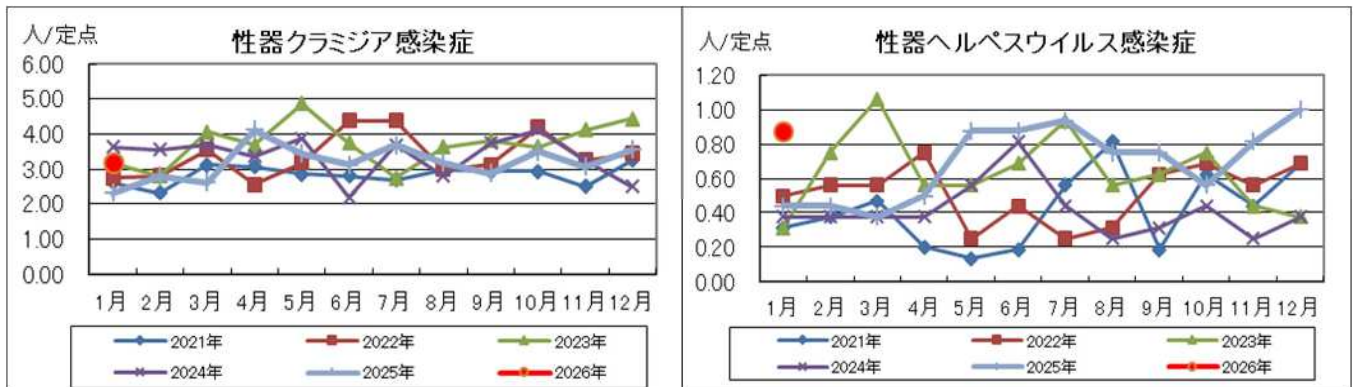 人/定点
性器クラミジア感染症
6.00
5.00
4.00
3.00
2.00
1.00
0.00
1月 2月 3月 4月 5月 6月 7月 8月 9月 10月 11月 12月
2021年 2022年 2023年
2024年 2025年 2026年
人/定点
性器ヘルペスウイルス感染症
1.20
1.00
0.80
0.60
0.40
0.20
0.00
1月 2月 3月 4月 5月 6月 7月 8月 9月 10月 11月 12月
2021年 2022年 2023年
2024年 2025年 2026年